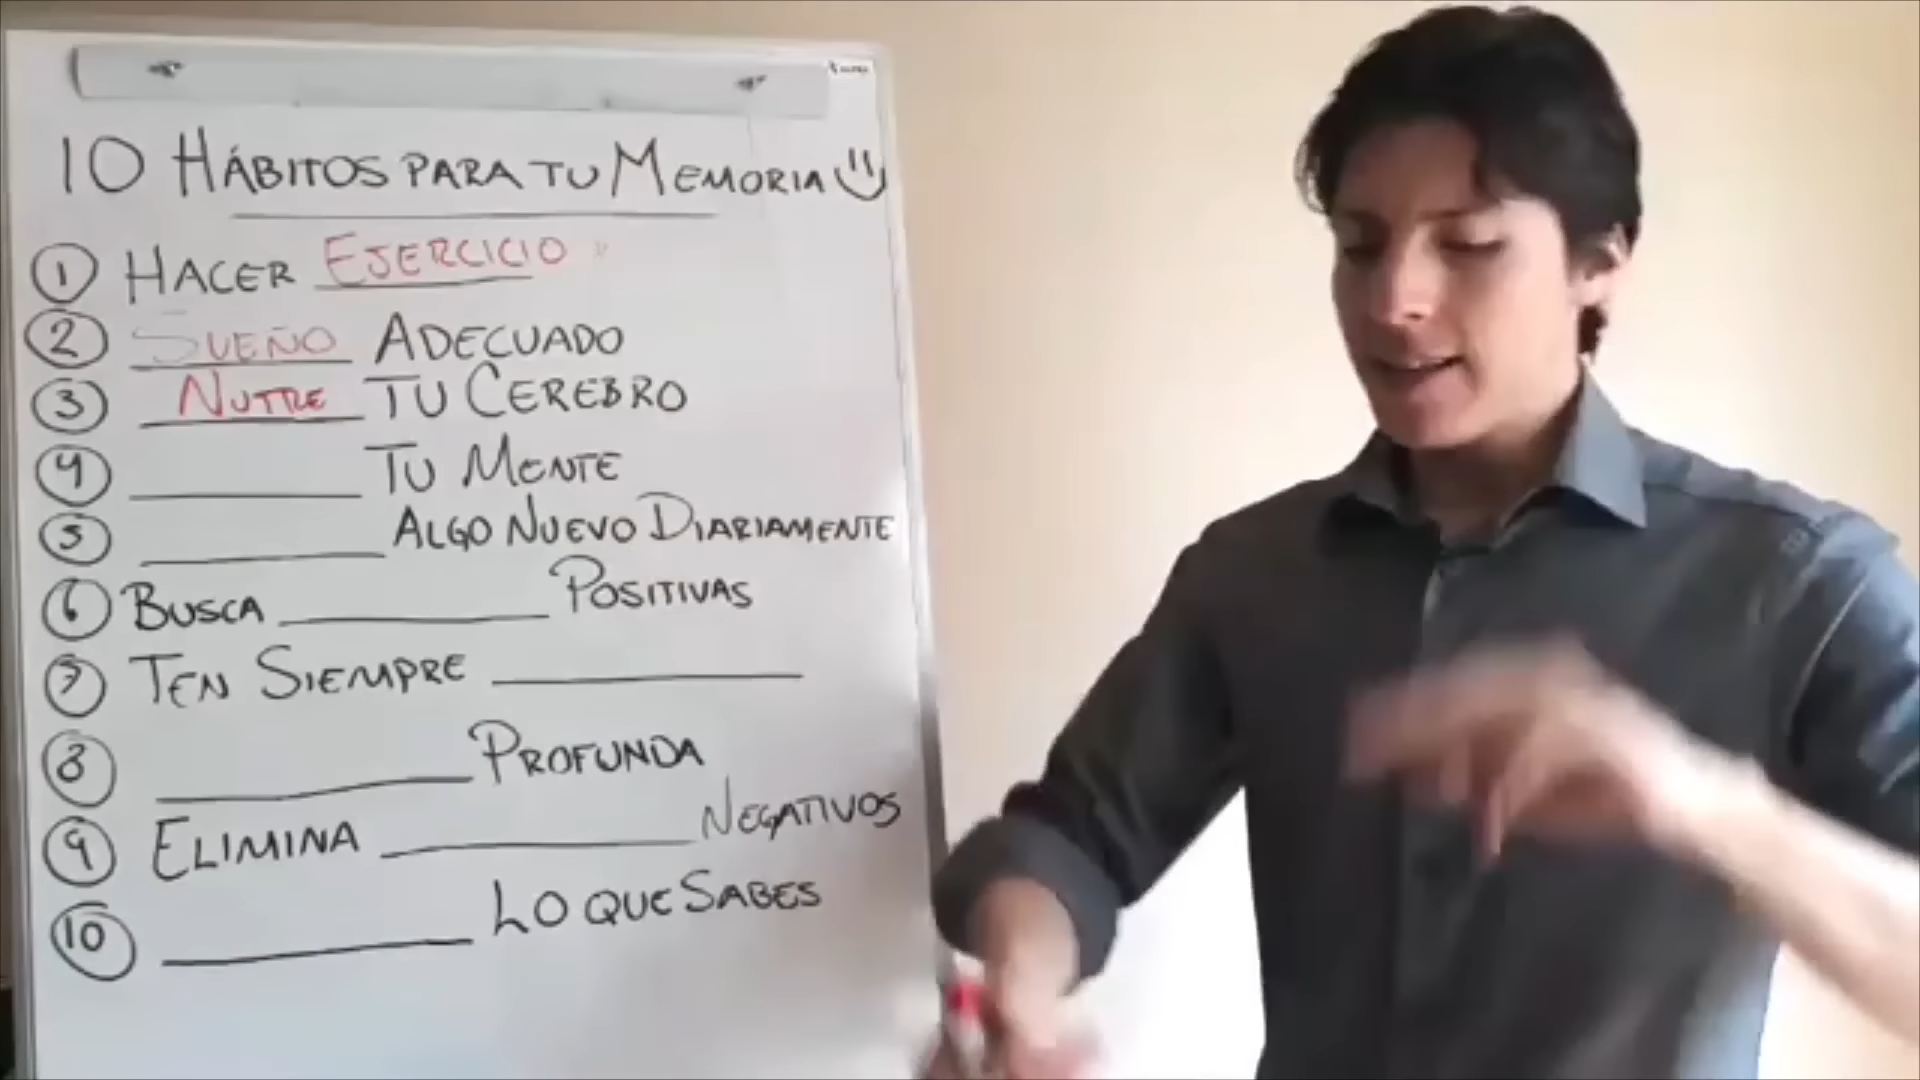 10 HÁBITOS PARA TU MEMORIA
1 HACER EJERCICIO
2 SUEÑO ADECUADO
3 NUTRE TU CEREBRO
4 TU MENTE
5 ALGO NUEVO DIARIAMENTE
6 BUSCA POSITIVAS
7 TEN SIEMPRE
8 PROFUNDA
9 ELIMINA NEGATIVOS
10 LO QUE SABES